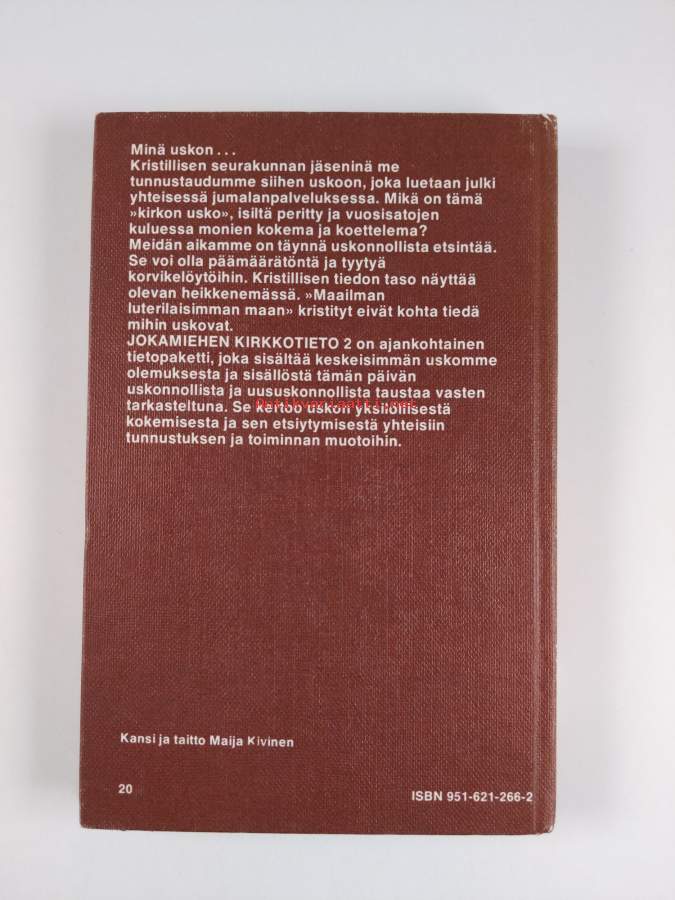 Minä uskon . . .
Kristillisen seurakunnan jäseninä me
tunnustaudumme siihen uskoon, joka luetaan julki
yhteisessä jumalanpalveluksessa. Mikä on tämä
»kirkon usko», isiltä peritty ja vuosisatojen
kuluessa monien kokema ja koettelema?
Meidän aikamme on täynnä uskonnollista etsintää.
Se voi olla päämäärätöntä ja tyytyä
korvikelöytöihin. Kristillisen tiedon taso näyttää
olevan heikkenemässä. »Maailman
luterilaisimman maan» kristityt eivät kohta tiedä
mihin uskovat.
JOKAMIEHEN KIRKKOTIETO 2 on ajankohtainen
tietopaketti, joka sisältää keskeisimmän uskomme
olemuksesta ja sisällöstä tämän päivän
uskonnollista ja uususkonnollista taustaa vasten
tarkasteltuna. Se kertoo uskon yksilöllisestä
kokemisesta ja sen etsiytymisestä yhteisiin
tunnustuksen ja toiminnan muotoihin.
Kansi ja taitto Maija Kivinen
20
ISBN 951-621-266-2